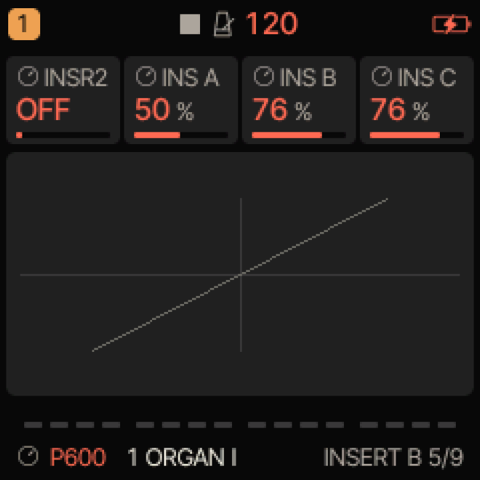 1 120
INSR2 INS A INS B INS C
OFF 50 % 76 % 76 %
P600 1 ORGAN I INSERT B 5/9